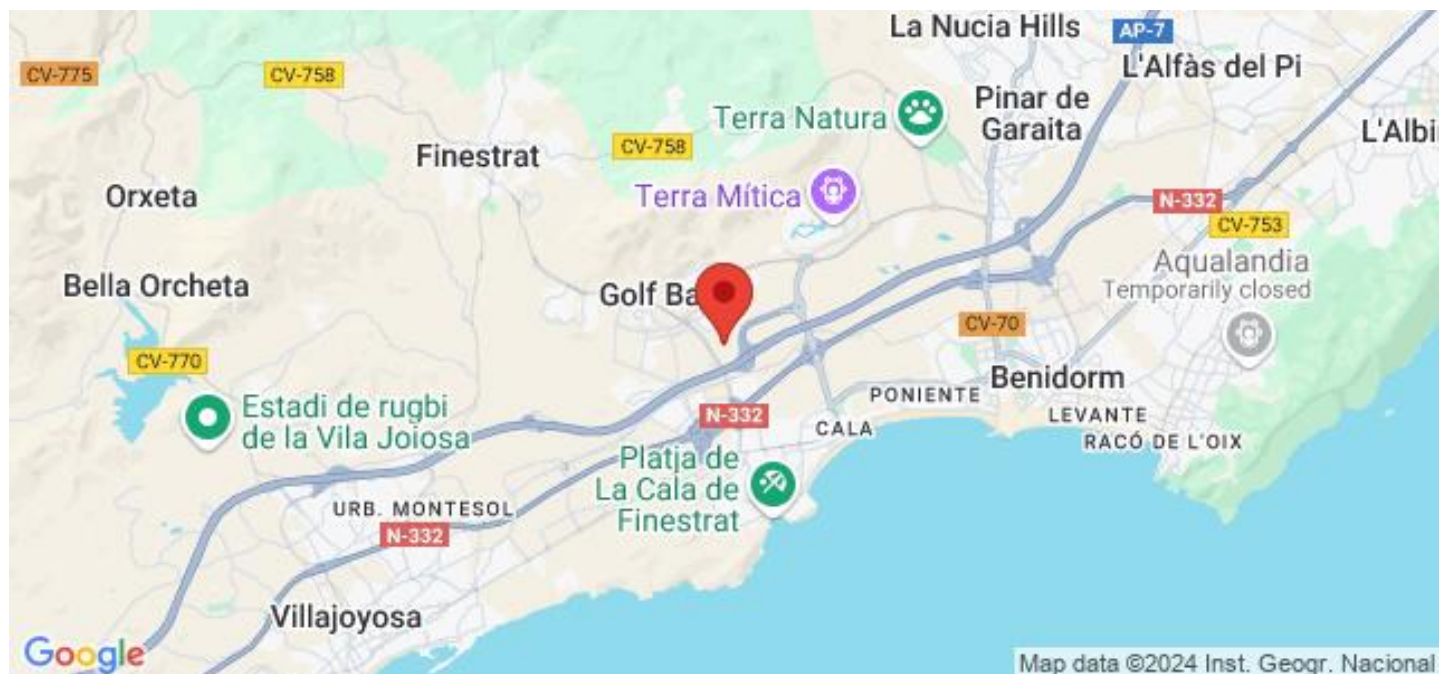 La Nucia Hills
AP-7
CV-775
CV-758
L'Alfàs del Pi
Terra Natura
Pinar de
Garaita
Finestrat
CV-758
L'Albi
Orxeta
Terra Mítica
N-332
CV-753
Bella Orcheta
Golf Ba
Aqualandia
Temporarily closed
CV-70
CV-770
Benidorm
PONIENTE
Estadi de rugbi
de la Vila Joiosa
N-332
CALA
LEVANTE
RACÓ DE L'OIX
Platja de
La Cala de
Finestrat
URB. MONTESOL
N-332
Villajoyosa
Google
Map data ©2024 Inst. Geogr. Nacional